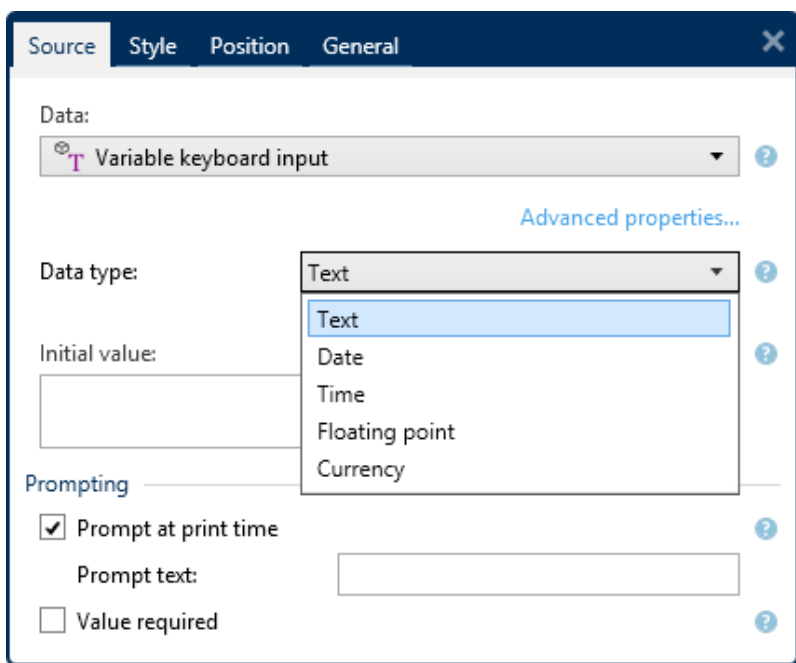 Source Style Position General
Data:
T Variable keyboard input
Advanced properties...
Data type: Text
Text
Initial value: Date
Time
Floating point
Currency
Prompting
Prompt at print time
Prompt text:
Value required